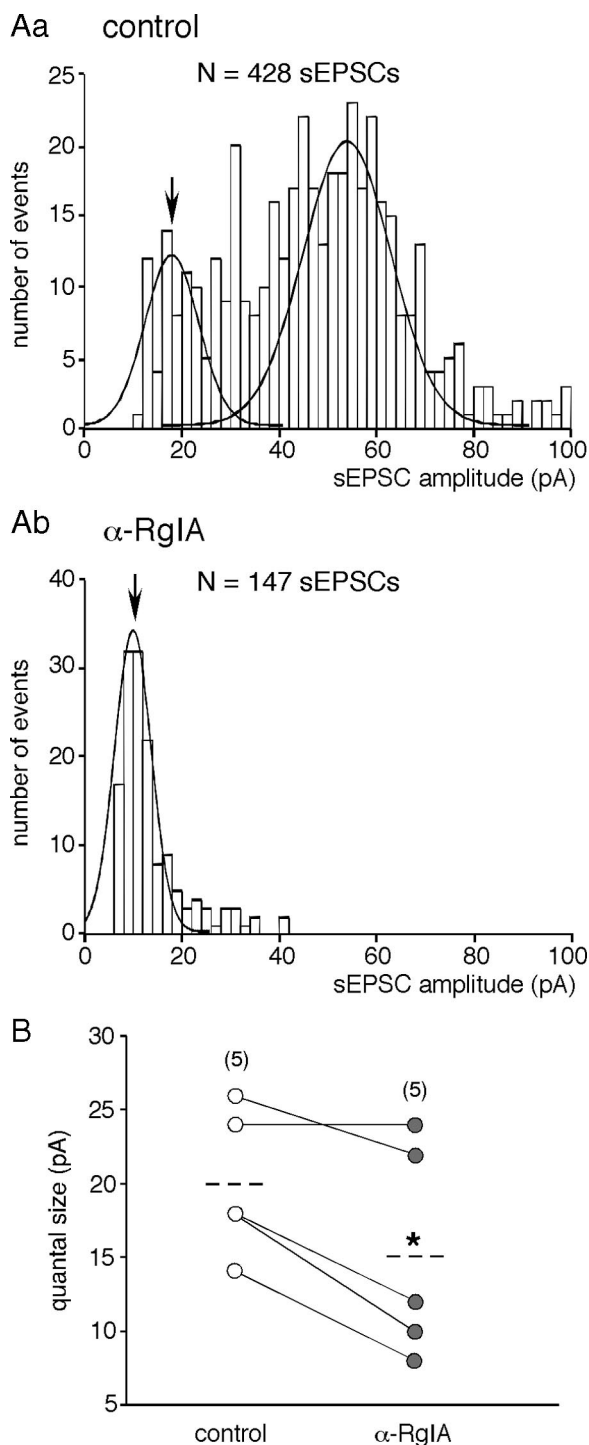 Aa control
N = 428 sEPSCs
number of events
25
20
15
10
5
0
0 20 40 60 80 100
sEPSC amplitude (pA)
Ab α-RgIA
N = 147 sEPSCs
number of events
40
30
20
10
0
0 20 40 60 80 100
sEPSC amplitude (pA)
B
quantal size (pA)
30
25
20
15
10
5
(5)
(5)
*
control α-RgIA